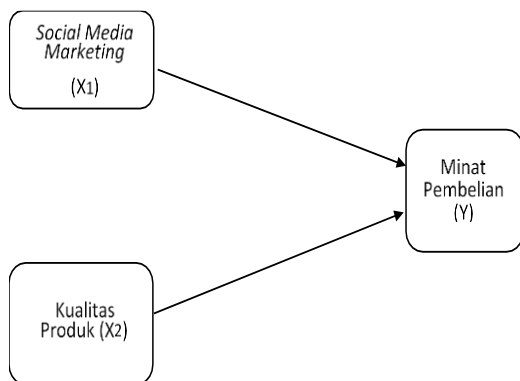 Social Media
Marketing
(X1)
Minat
Pembelian
(Y)
Kualitas
Produk (X2)